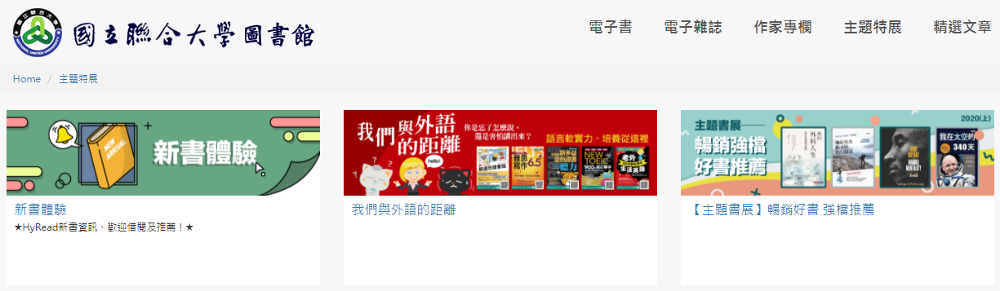 國立聯合大學圖書館
電子書 電子雜誌 作家專欄 主題特展 精選文章
Home / 主題特展
NEW ARRIVAL
新書體驗
新書體驗
★HyRead新書資訊、歡迎借閱及推薦！★
我們與外語的距離
你是忘了怎麼說，
還是害怕講出來？
語言軟實力，培養從這裡
hello!
6.5
NEW TOEIC
我們與外語的距離
主題書展
2020(上)
暢銷強檔
好書推薦
我在太空的
340天
【主題書展】暢銷好書 強檔推薦